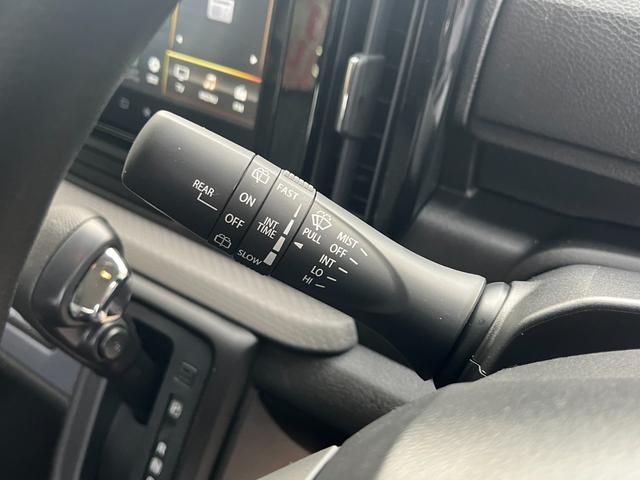 REAR
ON
OFF
FAST
INT
TIME
SLOW
PULL
MIST
OFF
INT
LO
HI
R
N